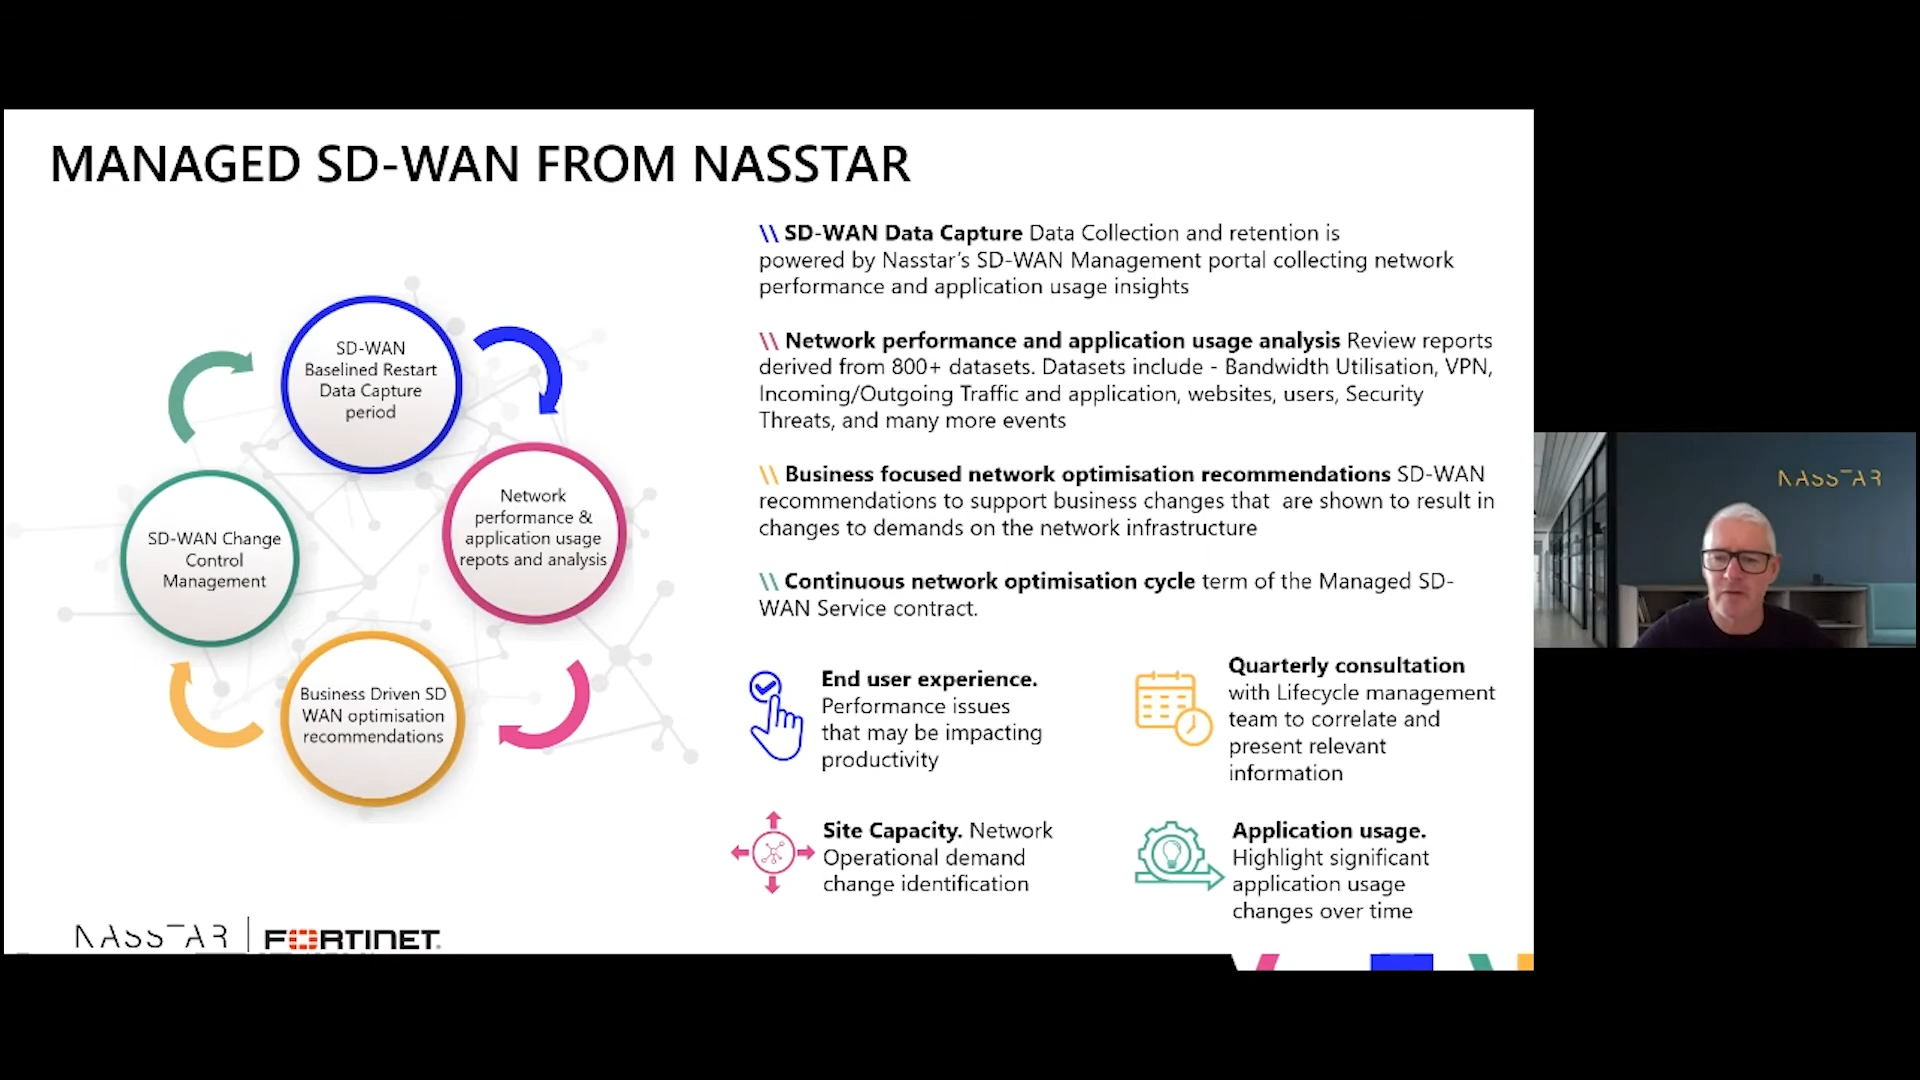 MANAGED SD-WAN FROM NASSTAR
SD-WAN
Baselined Restart
Data Capture
period
Network
performance &
application usage
repots and analysis
Business Driven SD
WAN optimisation
recommendations
SD-WAN Change
Control
Management
\\ SD-WAN Data Capture Data Collection and retention is
powered by Nasstar's SD-WAN Management portal collecting network
performance and application usage insights
\\ Network performance and application usage analysis Review reports
derived from 800+ datasets. Datasets include - Bandwidth Utilisation, VPN,
Incoming/Outgoing Traffic and application, websites, users, Security
Threats, and many more events
\\ Business focused network optimisation recommendations SD-WAN
recommendations to support business changes that  are shown to result in
changes to demands on the network infrastructure
\\ Continuous network optimisation cycle term of the Managed SD-
WAN Service contract.
End user experience.
Performance issues
that may be impacting
productivity
Quarterly consultation
with Lifecycle management
team to correlate and
present relevant
information
Site Capacity. Network
Operational demand
change identification
Application usage.
Highlight significant
application usage
changes over time
NASSTAR | FORTINET
NASSTAR